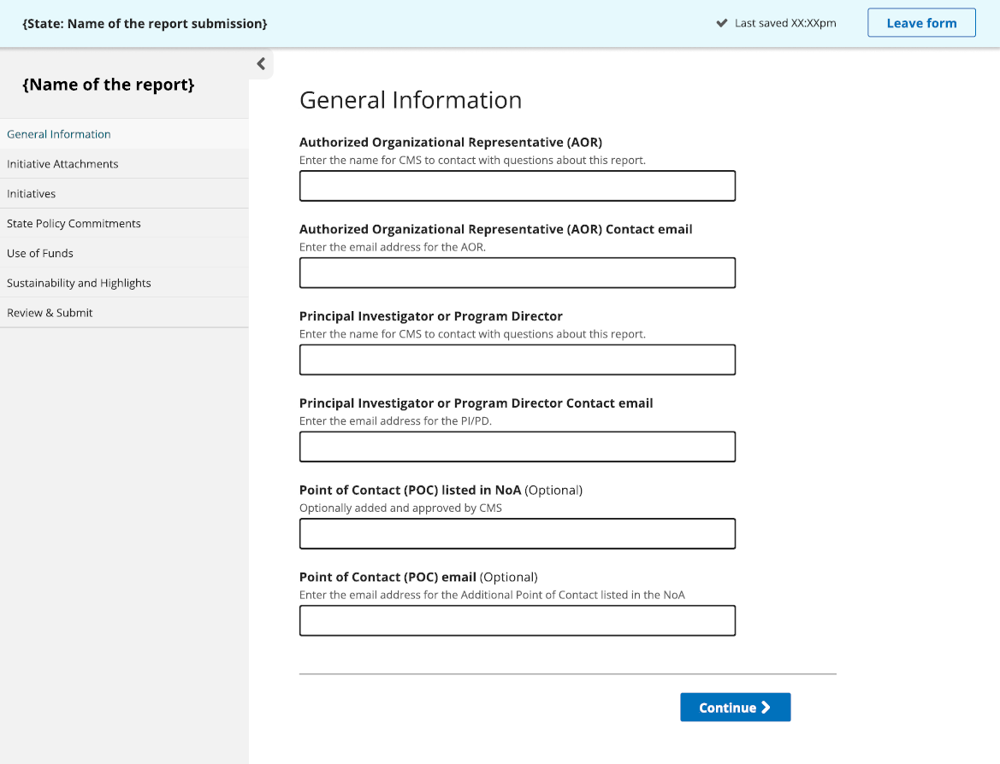 {State: Name of the report submission}
Last saved XX:XXpm
Leave form
{Name of the report}
General Information
Initiative Attachments
Initiatives
State Policy Commitments
Use of Funds
Sustainability and Highlights
Review & Submit
General Information
Authorized Organizational Representative (AOR)
Enter the name for CMS to contact with questions about this report.
Authorized Organizational Representative (AOR) Contact email
Enter the email address for the AOR.
Principal Investigator or Program Director
Enter the name for CMS to contact with questions about this report.
Principal Investigator or Program Director Contact email
Enter the email address for the PI/PD.
Point of Contact (POC) listed in NoA (Optional)
Optionally added and approved by CMS
Point of Contact (POC) email (Optional)
Enter the email address for the Additional Point of Contact listed in the NoA
Continue